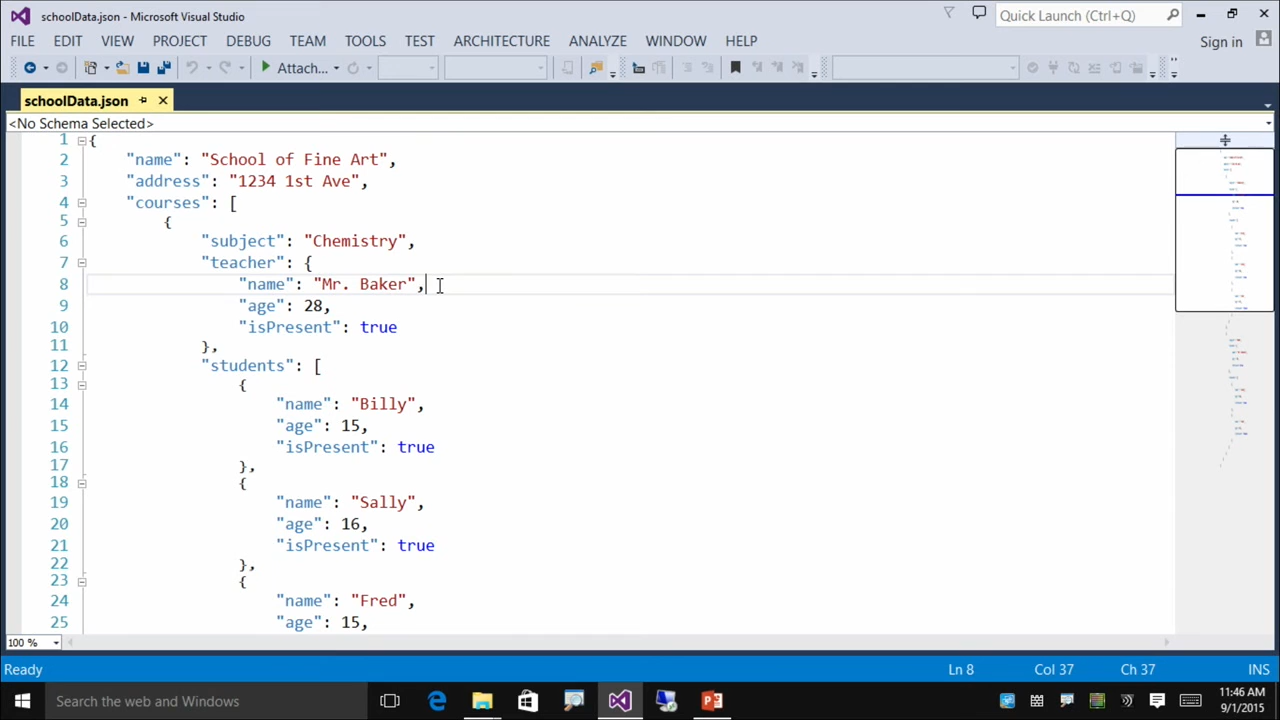 schoolData.json - Microsoft Visual Studio
Quick Launch (Ctrl+Q)
FILE EDIT VIEW PROJECT DEBUG TEAM TOOLS TEST ARCHITECTURE ANALYZE WINDOW HELP
Sign in
Attach...
schoolData.json
<No Schema Selected>
1 {
2 "name": "School of Fine Art",
3 "address": "1234 1st Ave",
4 "courses": [
5 {
6 "subject": "Chemistry",
7 "teacher": {
8 "name": "Mr. Baker",
9 "age": 28,
10 "isPresent": true
11 },
12 "students": [
13 {
14 "name": "Billy",
15 "age": 15,
16 "isPresent": true
17 },
18 {
19 "name": "Sally",
20 "age": 16,
21 "isPresent": true
22 },
23 {
24 "name": "Fred",
25 "age": 15,
100 %
Ready Ln 8 Col 37 Ch 37 INS
Search the web and Windows
11:46 AM
9/1/2015